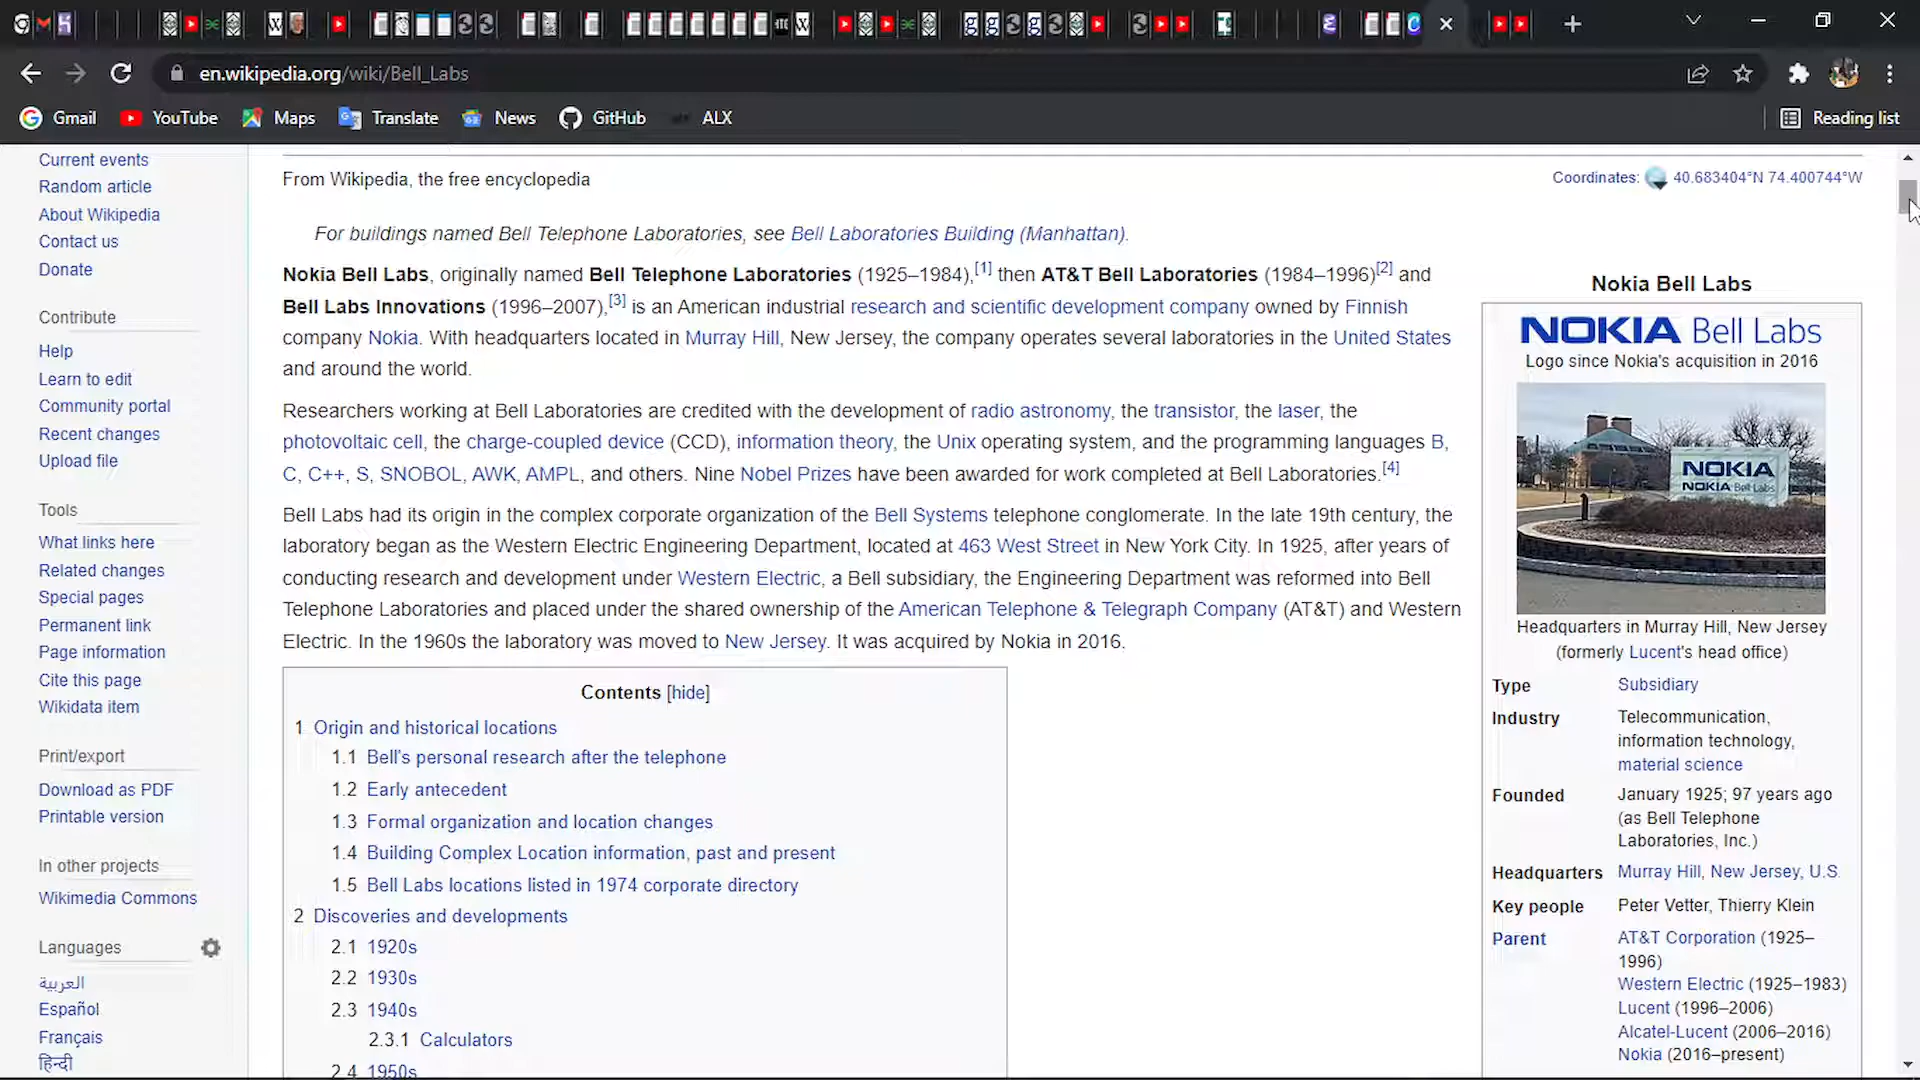 en.wikipedia.org/wiki/Bell_Labs
Gmail YouTube Maps Translate News GitHub ALX Reading list
Current events
Random article
About Wikipedia
Contact us
Donate
Contribute
Help
Learn to edit
Community portal
Recent changes
Upload file
Tools
What links here
Related changes
Special pages
Permanent link
Page information
Cite this page
Wikidata item
Print/export
Download as PDF
Printable version
In other projects
Wikimedia Commons
Languages
العربية
Español
Français
हिन्दी
From Wikipedia, the free encyclopedia
Coordinates: 40.683404°N 74.400744°W
For buildings named Bell Telephone Laboratories, see Bell Laboratories Building (Manhattan).
Nokia Bell Labs, originally named Bell Telephone Laboratories (1925–1984),[1] then AT&T Bell Laboratories (1984–1996)[2] and
Bell Labs Innovations (1996–2007),[3] is an American industrial research and scientific development company owned by Finnish
company Nokia. With headquarters located in Murray Hill, New Jersey, the company operates several laboratories in the United States
and around the world.
Researchers working at Bell Laboratories are credited with the development of radio astronomy, the transistor, the laser, the
photovoltaic cell, the charge-coupled device (CCD), information theory, the Unix operating system, and the programming languages B,
C, C++, S, SNOBOL, AWK, AMPL, and others. Nine Nobel Prizes have been awarded for work completed at Bell Laboratories.[4]
Bell Labs had its origin in the complex corporate organization of the Bell Systems telephone conglomerate. In the late 19th century, the
laboratory began as the Western Electric Engineering Department, located at 463 West Street in New York City. In 1925, after years of
conducting research and development under Western Electric, a Bell subsidiary, the Engineering Department was reformed into Bell
Telephone Laboratories and placed under the shared ownership of the American Telephone & Telegraph Company (AT&T) and Western
Electric. In the 1960s the laboratory was moved to New Jersey. It was acquired by Nokia in 2016.
Contents [hide]
1 Origin and historical locations
1.1 Bell's personal research after the telephone
1.2 Early antecedent
1.3 Formal organization and location changes
1.4 Building Complex Location information, past and present
1.5 Bell Labs locations listed in 1974 corporate directory
2 Discoveries and developments
2.1 1920s
2.2 1930s
2.3 1940s
2.3.1 Calculators
2.4 1950s
Nokia Bell Labs
NOKIA Bell Labs
Logo since Nokia's acquisition in 2016
NOKIA
NOKIA Bell Labs
Headquarters in Murray Hill, New Jersey
(formerly Lucent's head office)
Type Subsidiary
Industry Telecommunication,
information technology,
material science
Founded January 1925; 97 years ago
(as Bell Telephone
Laboratories, Inc.)
Headquarters Murray Hill, New Jersey, U.S.
Key people Peter Vetter, Thierry Klein
Parent AT&T Corporation (1925–
1996)
Western Electric (1925–1983)
Lucent (1996–2006)
Alcatel-Lucent (2006–2016)
Nokia (2016–present)